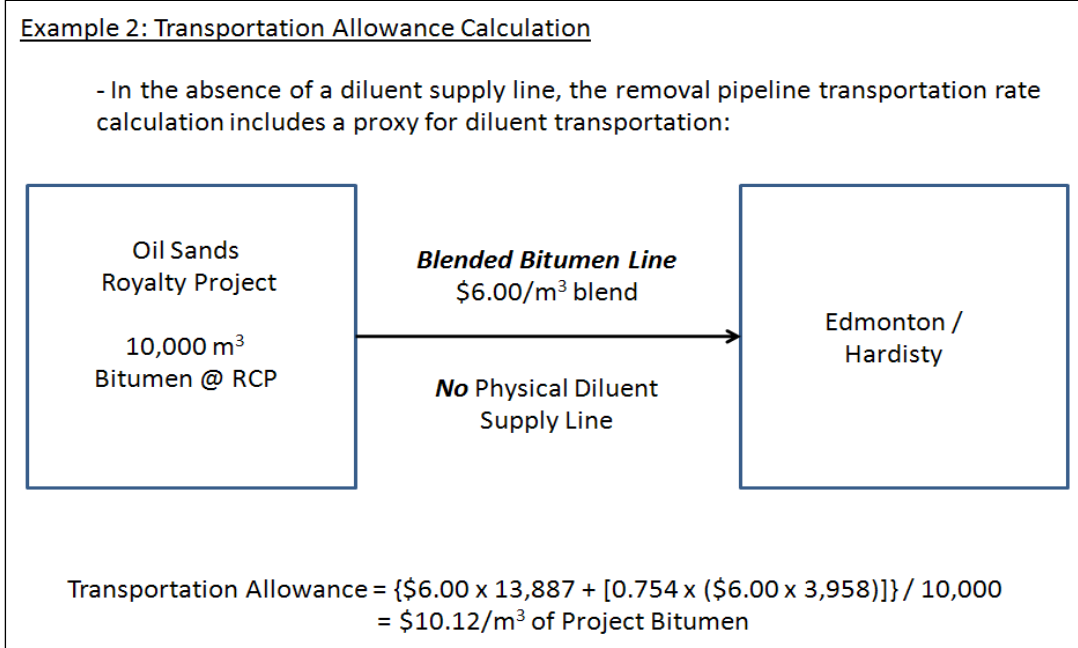 Example 2: Transportation Allowance Calculation
- In the absence of a diluent supply line, the removal pipeline transportation rate
calculation includes a proxy for diluent transportation:
Oil Sands
Royalty Project
10,000 m³
Bitumen @ RCP
Blended Bitumen Line
$6.00/m³ blend
No Physical Diluent
Supply Line
Edmonton /
Hardisty
Transportation Allowance = {$6.00 x 13,887 + [0.754 x ($6.00 x 3,958)]} / 10,000
= $10.12/m³ of Project Bitumen